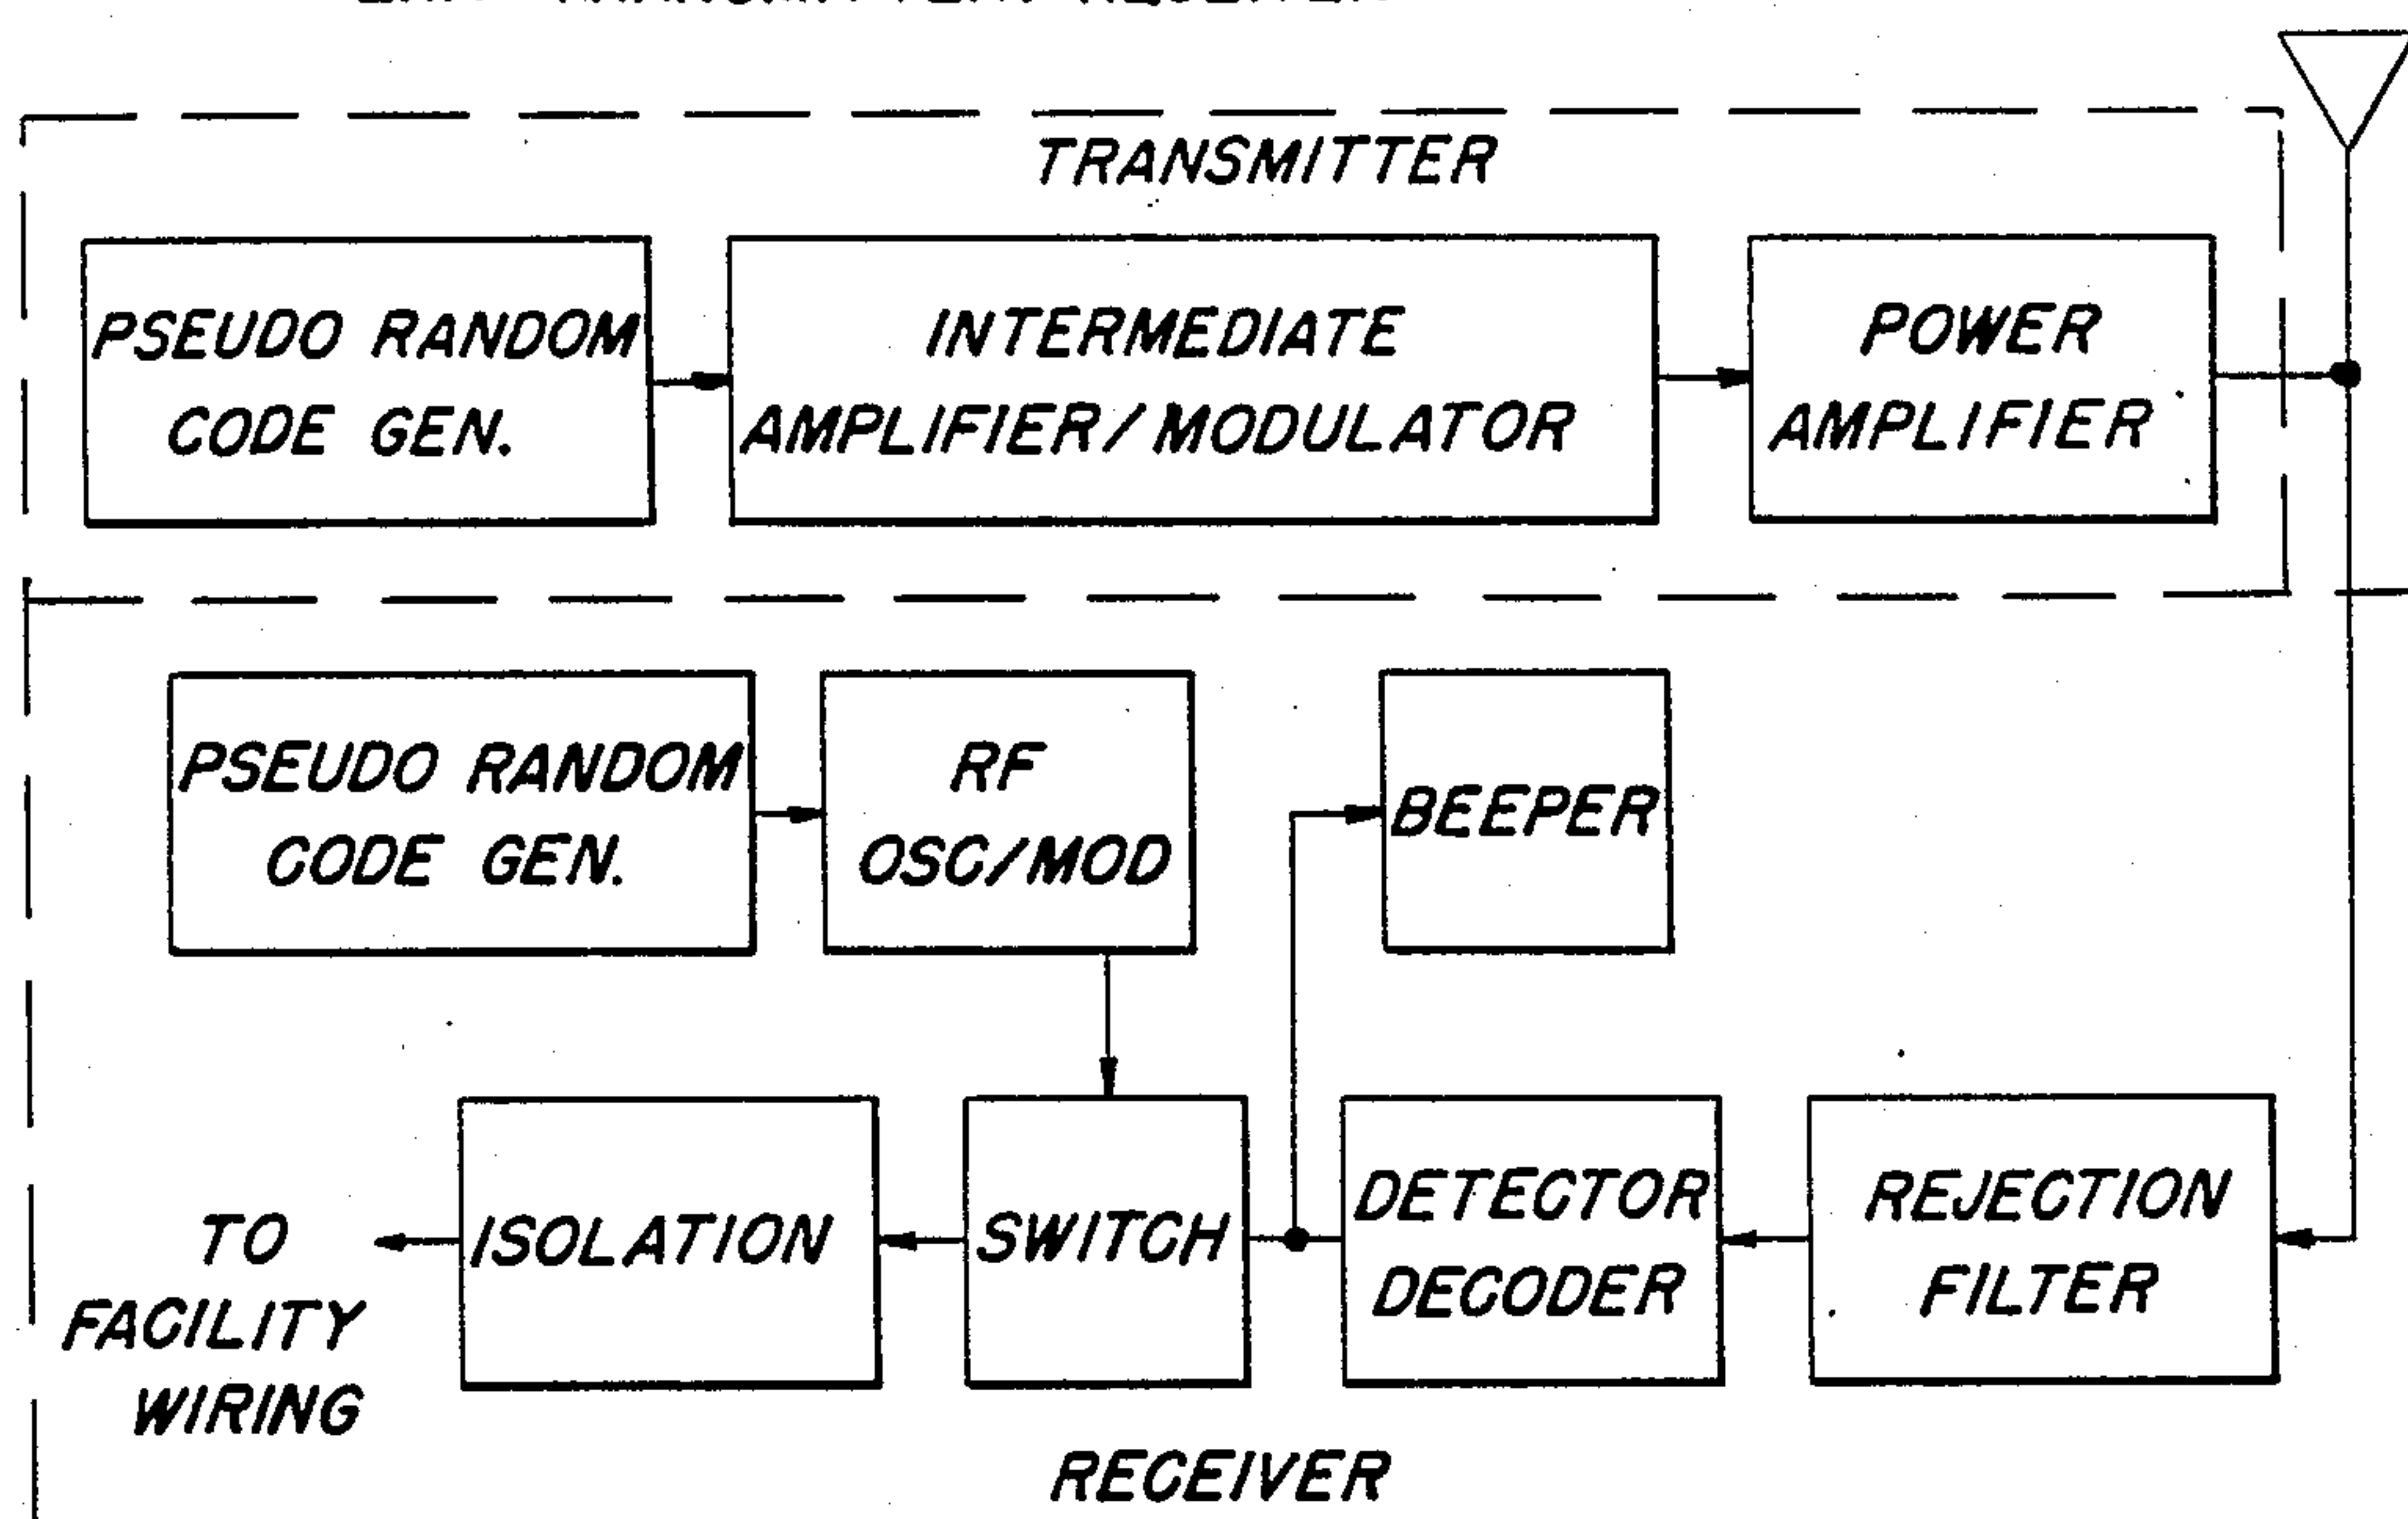 TRANSMITTER
PSEUDO RANDOM
CODE GEN.
INTERMEDIATE
AMPLIFIER/MODULATOR
POWER
AMPLIFIER
PSEUDO RANDOM
CODE GEN.
RF
OSC/MOD
BEEPER
TO
FACILITY
WIRING
ISOLATION
SWITCH
DETECTOR
DECODER
REJECTION
FILTER
RECEIVER